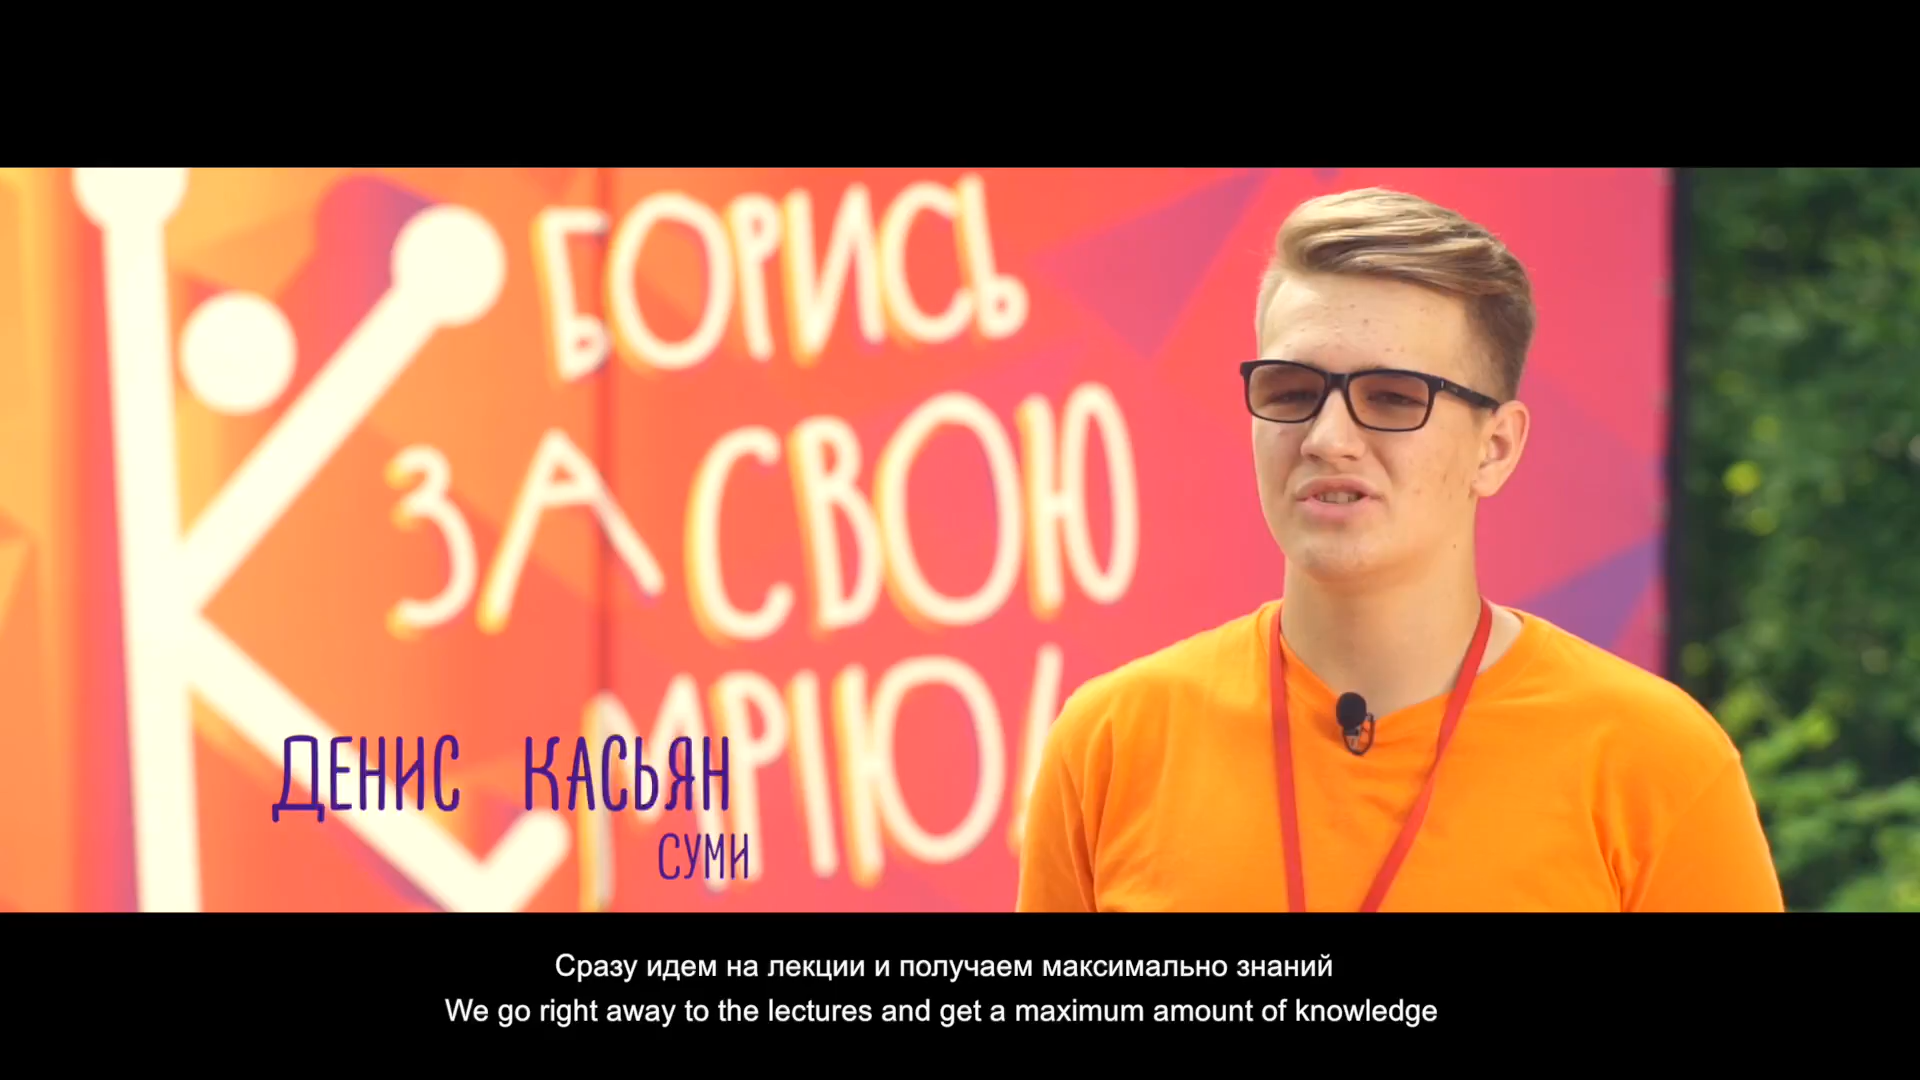 БОРИСЬ
ЗА СВОЮ
МРІЮ!
ДЕНИС КАСЬЯН
СУМИ
Сразу идем на лекции и получаем максимально знаний
We go right away to the lectures and get a maximum amount of knowledge